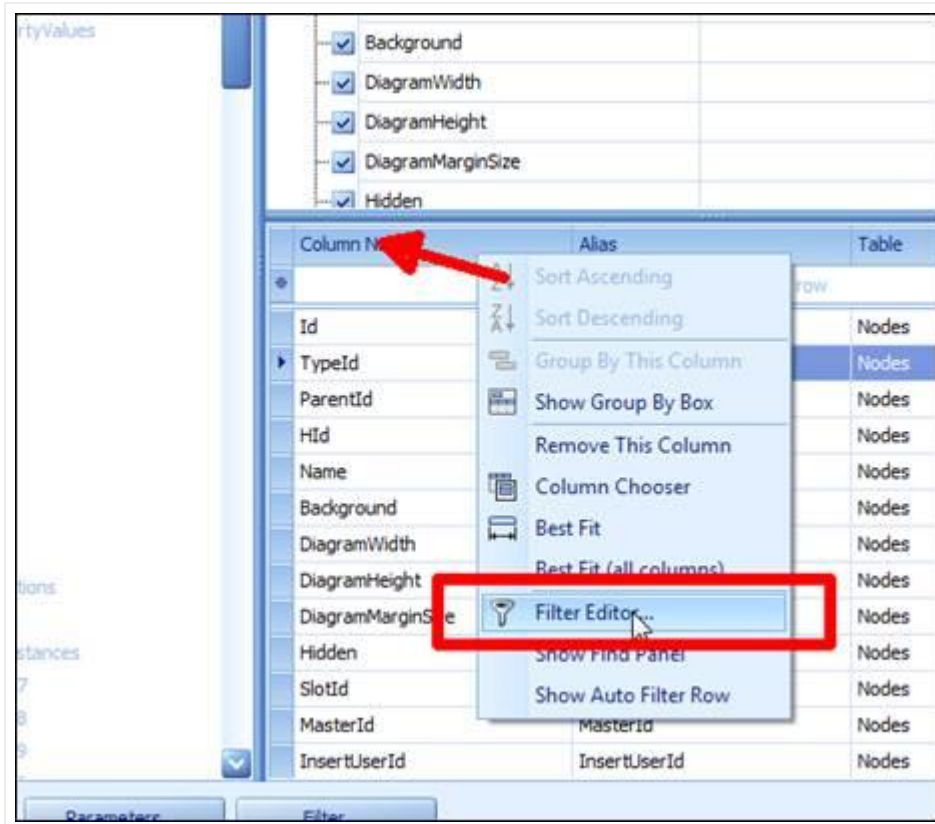 rtyValues
Background
DiagramWidth
DiagramHeight
DiagramMarginSize
Hidden
Column N
Alias
Table
Sort Ascending
row
Sort Descending
Id
Nodes
Group By This Column
TypeId
Nodes
Show Group By Box
ParentId
Nodes
Remove This Column
HId
Nodes
Name
Nodes
Column Chooser
Background
Nodes
Best Fit
DiagramWidth
Nodes
Best Fit (all columns)
tions
DiagramHeight
Nodes
Filter Editor...
DiagramMarginSize
Nodes
stances
Hidden
Nodes
Show Find Panel
7
SlotId
Nodes
Show Auto Filter Row
8
MasterId
MasterId
Nodes
9
InsertUserId
InsertUserId
Nodes
Parameters
Filter